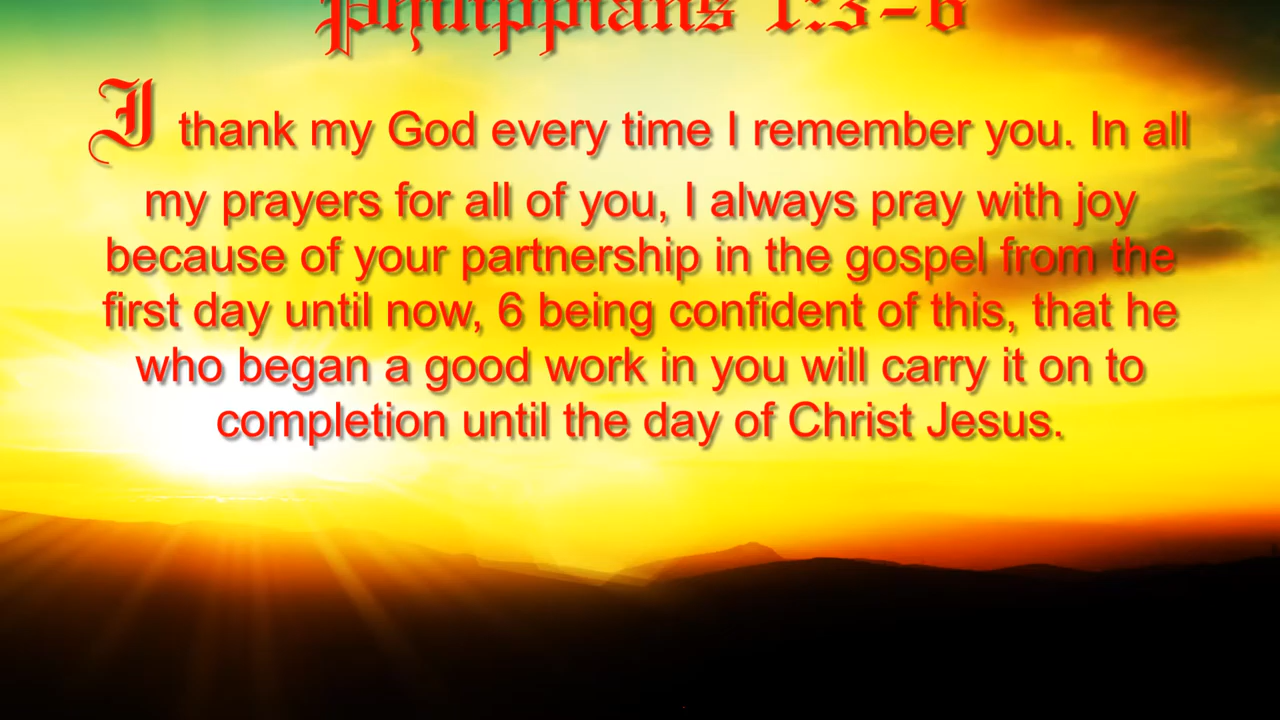 Philippians 1:3-6
I thank my God every time I remember you. In all
my prayers for all of you, I always pray with joy
because of your partnership in the gospel from the
first day until now, 6 being confident of this, that he
who began a good work in you will carry it on to
completion until the day of Christ Jesus.